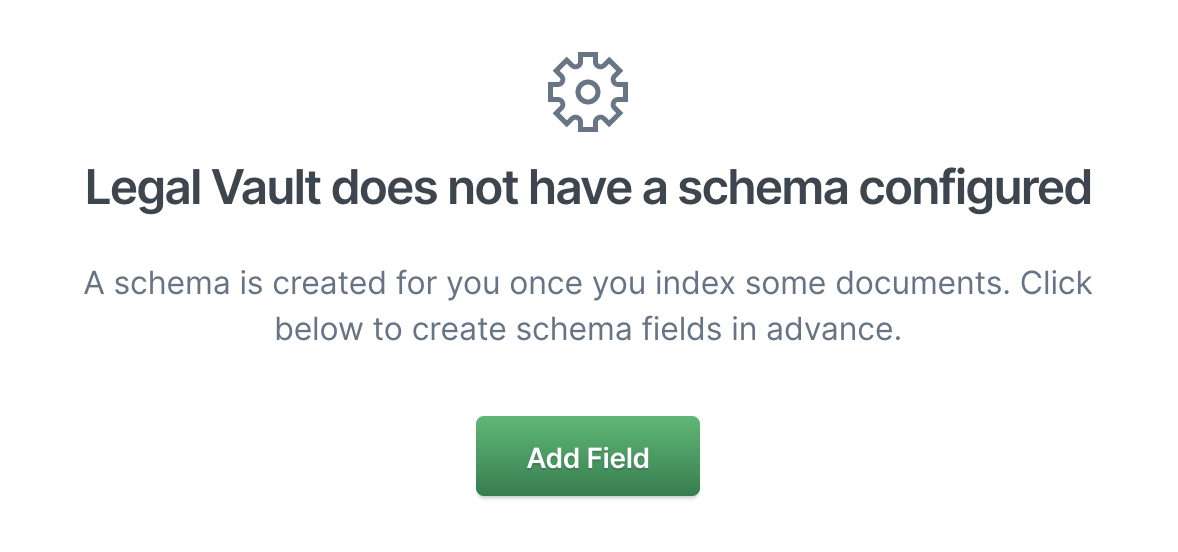 Legal Vault does not have a schema configured
A schema is created for you once you index some documents. Click
below to create schema fields in advance.
Add Field